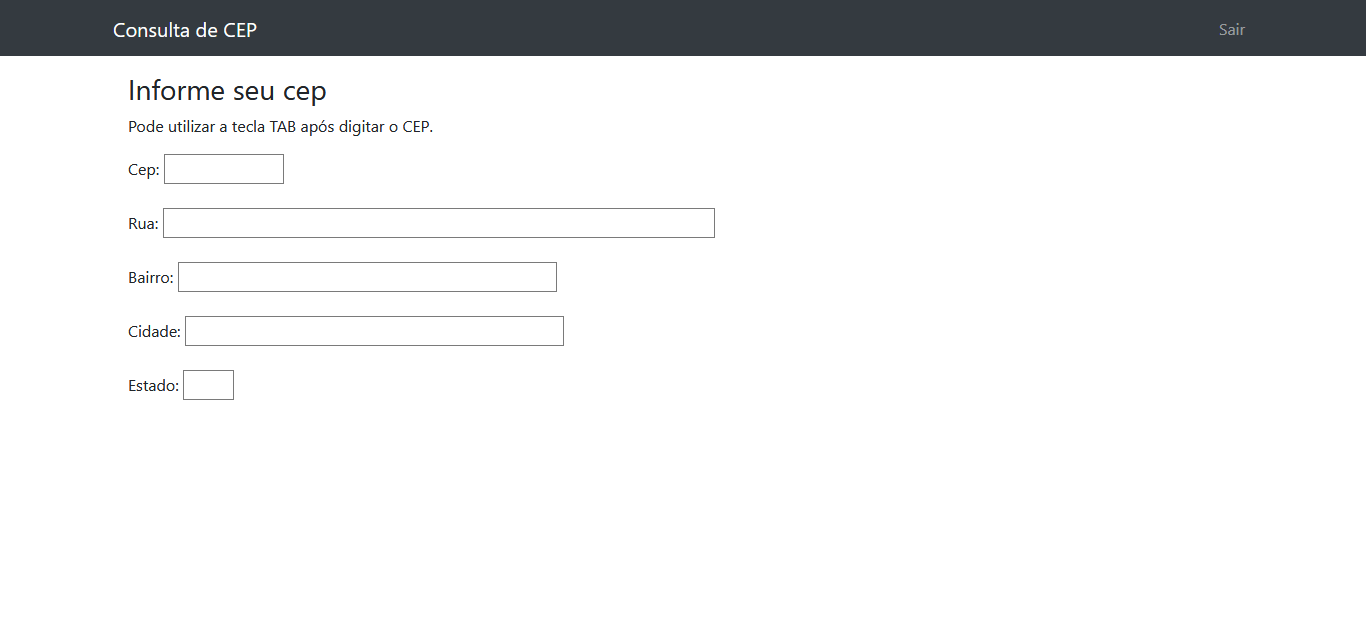 Consulta de CEP Sair
Informe seu cep
Pode utilizar a tecla TAB após digitar o CEP.
Cep:
Rua:
Bairro:
Cidade:
Estado: